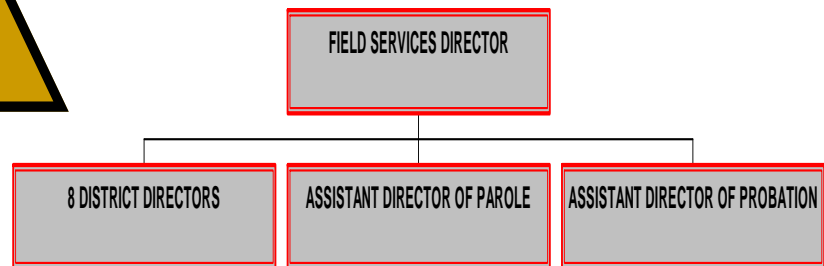 FIELD SERVICES DIRECTOR
8 DISTRICT DIRECTORS
ASSISTANT DIRECTOR OF PAROLE
ASSISTANT DIRECTOR OF PROBATION